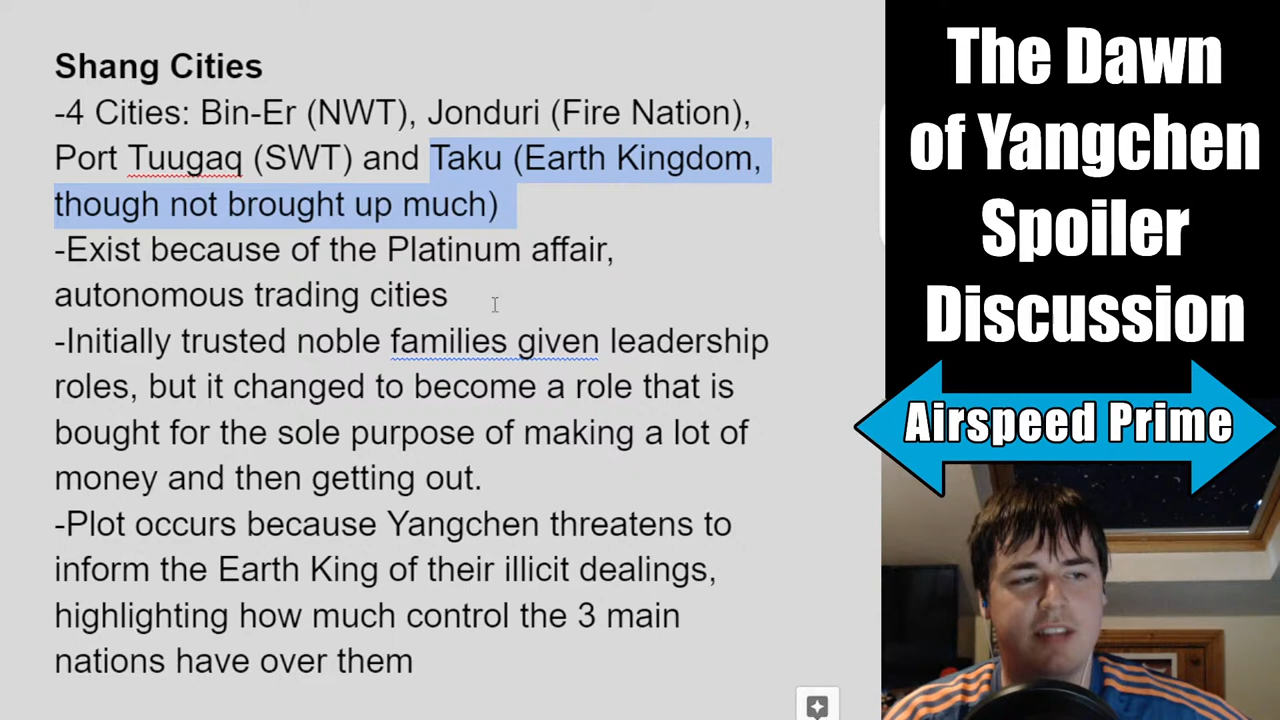 Shang Cities
-4 Cities: Bin-Er (NWT), Jonduri (Fire Nation),
Port Tuugaq (SWT) and Taku (Earth Kingdom,
though not brought up much)
-Exist because of the Platinum affair,
autonomous trading cities
-Initially trusted noble families given leadership
roles, but it changed to become a role that is
bought for the sole purpose of making a lot of
money and then getting out.
-Plot occurs because Yangchen threatens to
inform the Earth King of their illicit dealings,
highlighting how much control the 3 main
nations have over them
The Dawn
of Yangchen
Spoiler
Discussion
Airspeed Prime